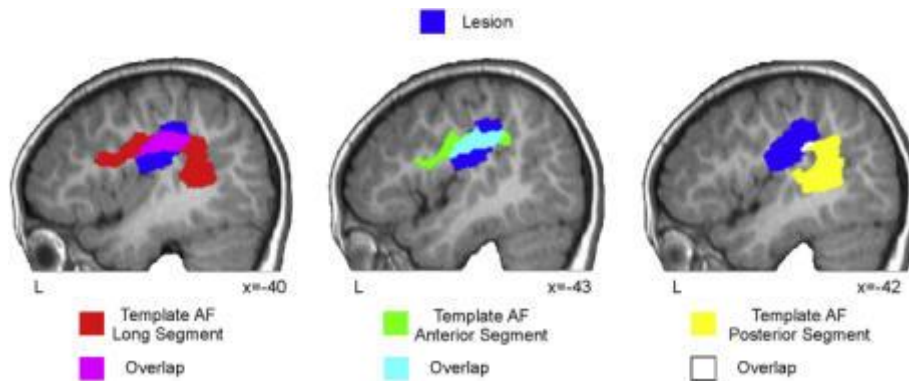 Lesion
L x=-40
L x=-43
L x=-42
Template AF
Long Segment
Template AF
Anterior Segment
Template AF
Posterior Segment
Overlap
Overlap
Overlap